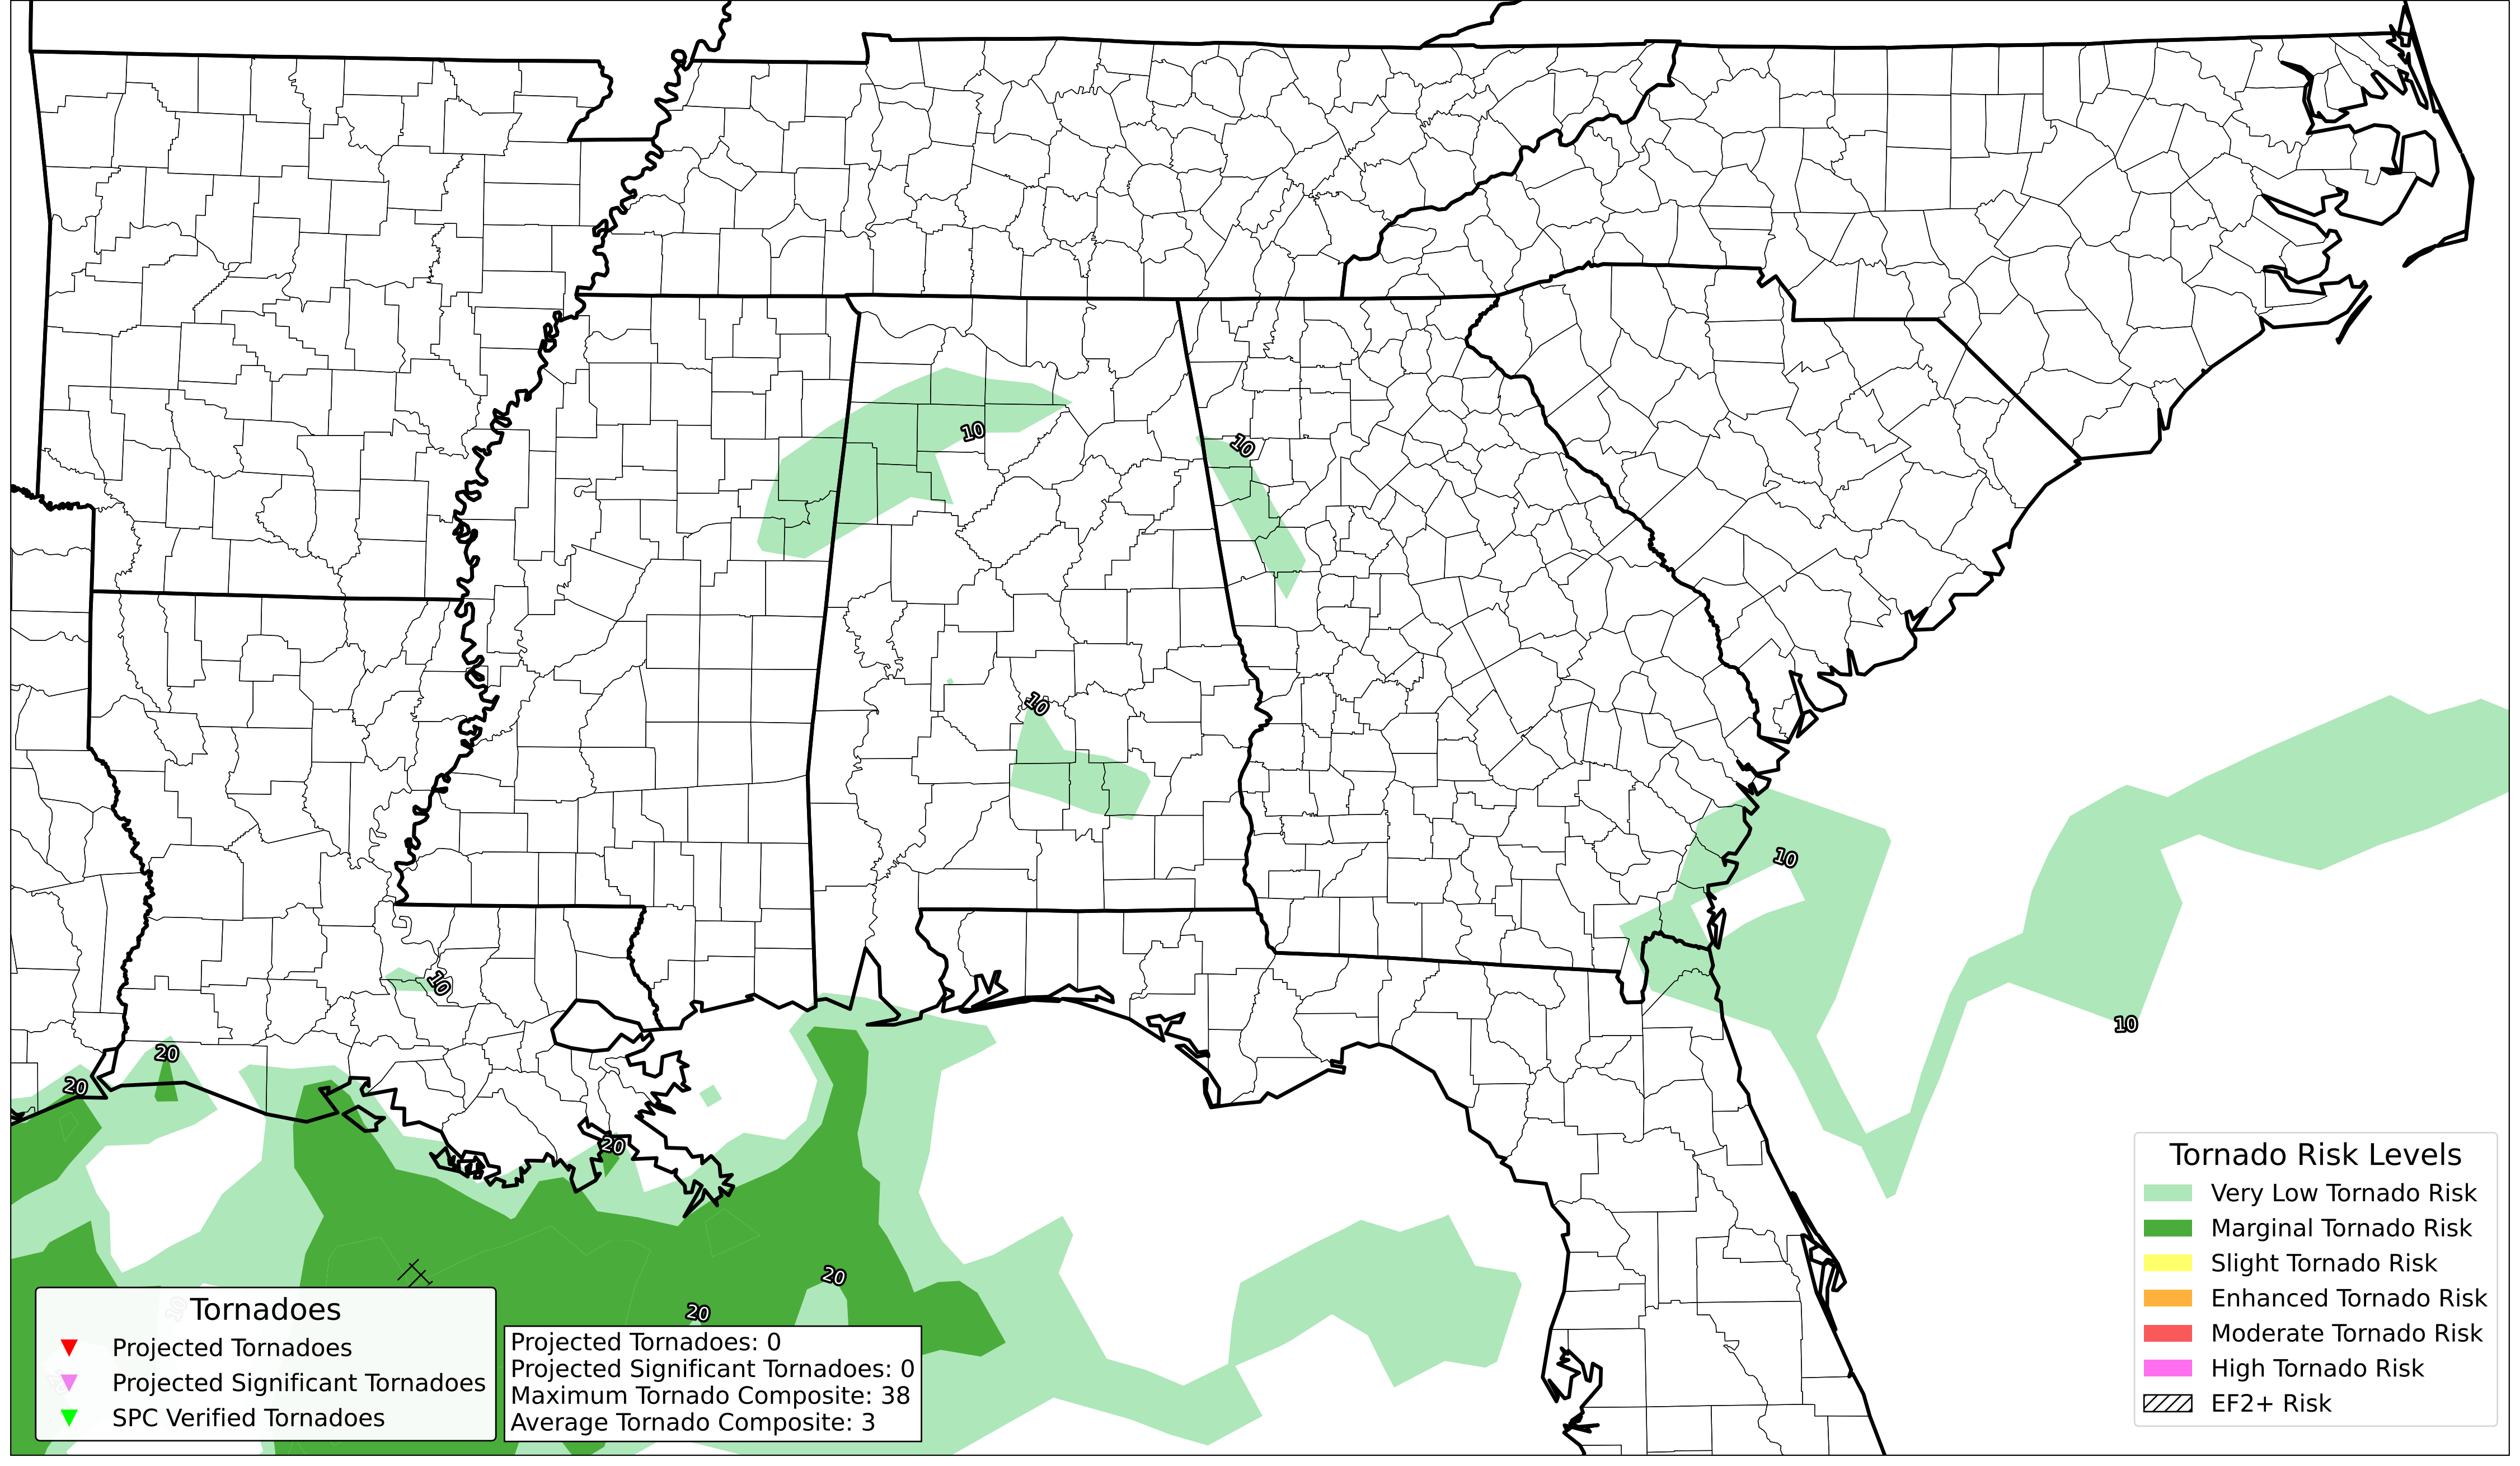 10
10
10
10
10
10
20
20
20
20
20
10
Tornadoes
Projected Tornadoes
Projected Significant Tornadoes
SPC Verified Tornadoes
Projected Tornadoes: 0
Projected Significant Tornadoes: 0
Maximum Tornado Composite: 38
Average Tornado Composite: 3
Tornado Risk Levels
Very Low Tornado Risk
Marginal Tornado Risk
Slight Tornado Risk
Enhanced Tornado Risk
Moderate Tornado Risk
High Tornado Risk
EF2+ Risk